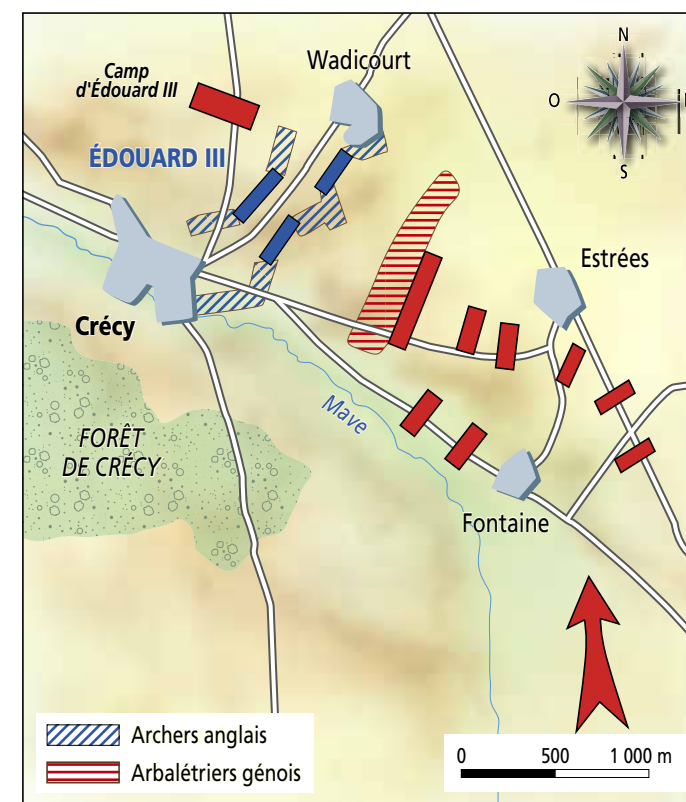 N
Camp
d'Édouard III
Wadicourt
O
S
ÉDOUARD III
Estrées
Crécy
Mave
FORÊT
DE CRÉCY
Fontaine
Archers anglais
Arbalétriers génois
0 500 1 000 m